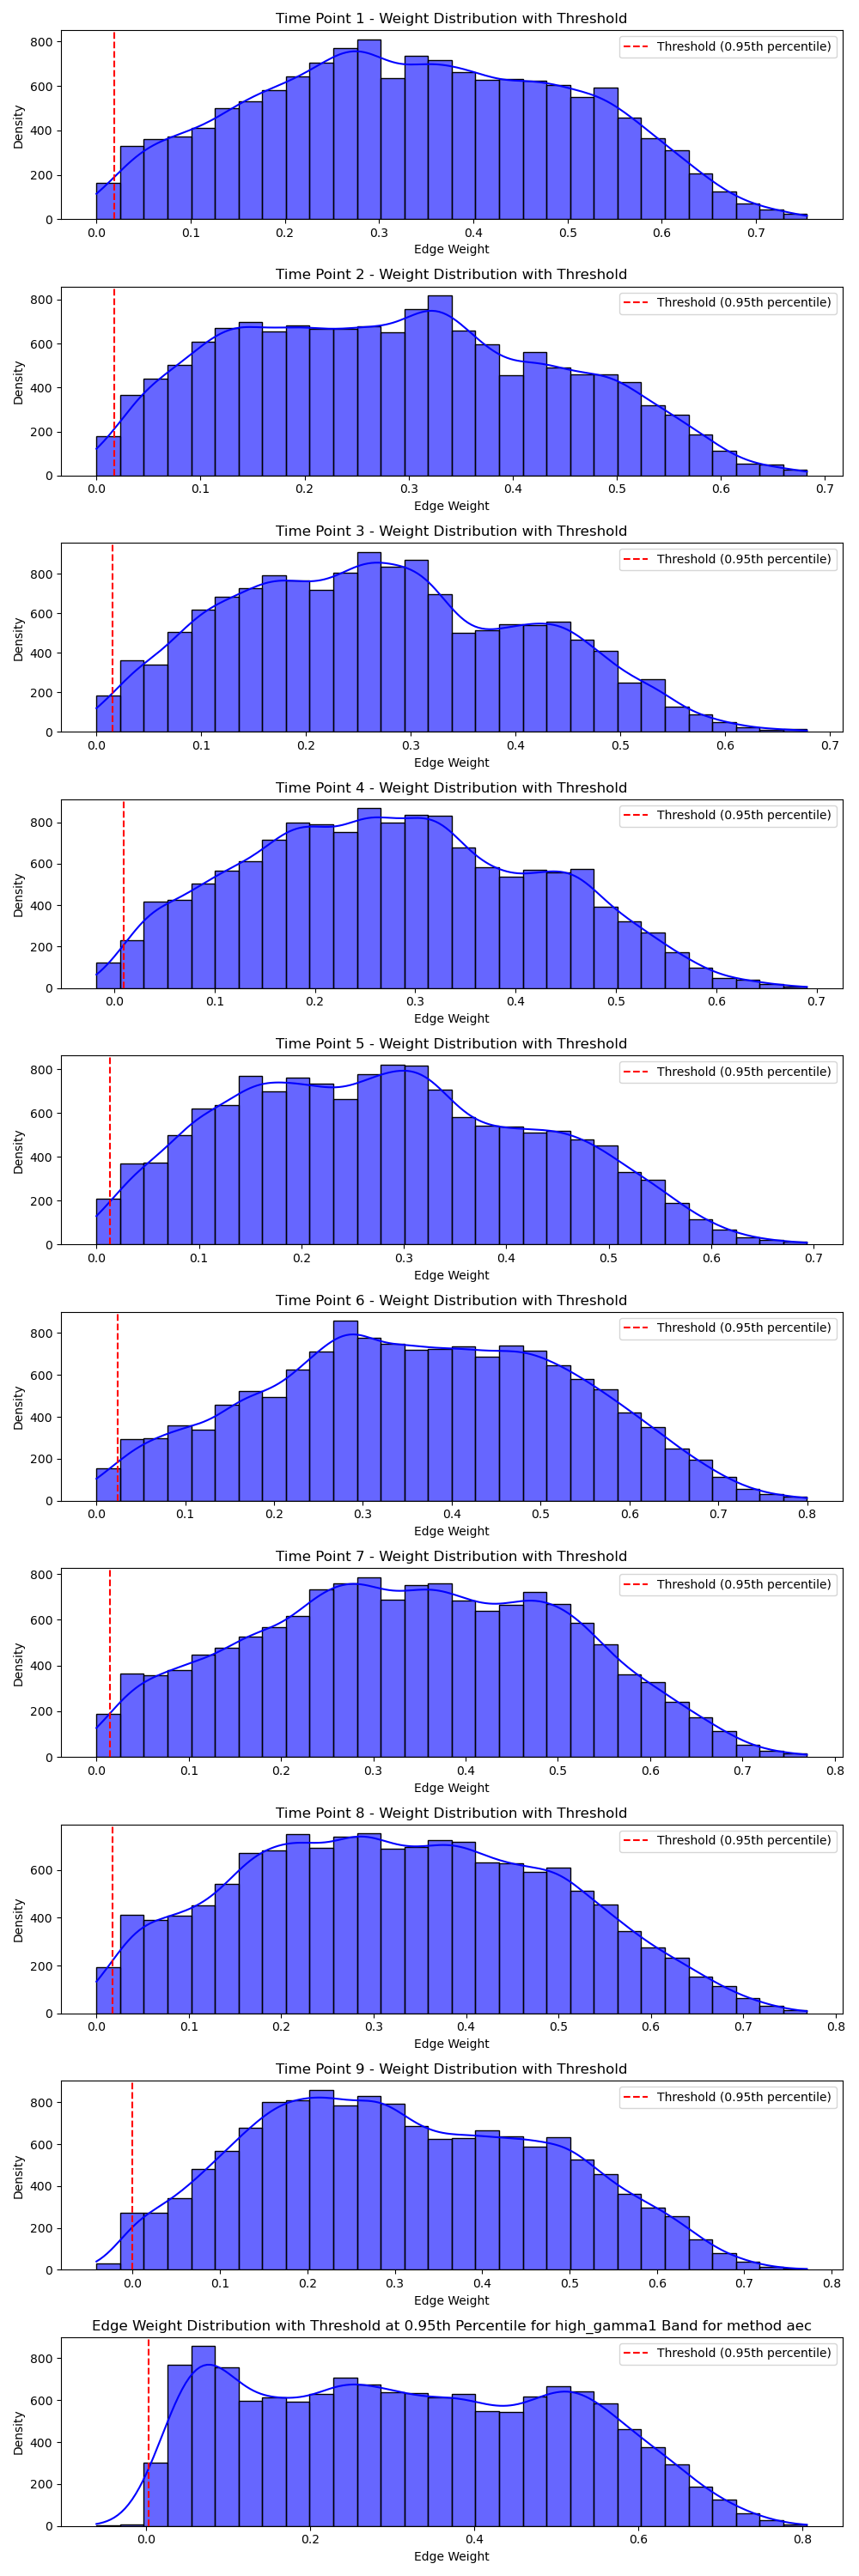 Time Point 1 - Weight Distribution with Threshold
Threshold (0.95th percentile)
Density
800
600
400
200
0
0.0 0.1 0.2 0.3 0.4 0.5 0.6 0.7
Edge Weight
Time Point 2 - Weight Distribution with Threshold
Threshold (0.95th percentile)
Density
800
600
400
200
0
0.0 0.1 0.2 0.3 0.4 0.5 0.6 0.7
Edge Weight
Time Point 3 - Weight Distribution with Threshold
Threshold (0.95th percentile)
Density
800
600
400
200
0
0.0 0.1 0.2 0.3 0.4 0.5 0.6 0.7
Edge Weight
Time Point 4 - Weight Distribution with Threshold
Threshold (0.95th percentile)
Density
800
600
400
200
0
0.0 0.1 0.2 0.3 0.4 0.5 0.6 0.7
Edge Weight
Time Point 5 - Weight Distribution with Threshold
Threshold (0.95th percentile)
Density
800
600
400
200
0
0.0 0.1 0.2 0.3 0.4 0.5 0.6 0.7
Edge Weight
Time Point 6 - Weight Distribution with Threshold
Threshold (0.95th percentile)
Density
800
600
400
200
0
0.0 0.1 0.2 0.3 0.4 0.5 0.6 0.7 0.8
Edge Weight
Time Point 7 - Weight Distribution with Threshold
Threshold (0.95th percentile)
Density
800
600
400
200
0
0.0 0.1 0.2 0.3 0.4 0.5 0.6 0.7 0.8
Edge Weight
Time Point 8 - Weight Distribution with Threshold
Threshold (0.95th percentile)
Density
600
400
200
0
0.0 0.1 0.2 0.3 0.4 0.5 0.6 0.7 0.8
Edge Weight
Time Point 9 - Weight Distribution with Threshold
Threshold (0.95th percentile)
Density
800
600
400
200
0
0.0 0.1 0.2 0.3 0.4 0.5 0.6 0.7 0.8
Edge Weight
Edge Weight Distribution with Threshold at 0.95th Percentile for high_gamma1 Band for method aec
Threshold (0.95th percentile)
Density
800
600
400
200
0
0.0 0.2 0.4 0.6 0.8
Edge Weight